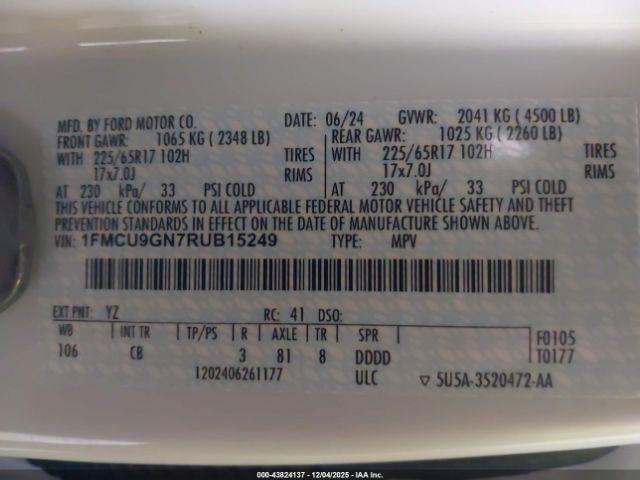 MFD. BY FORD MOTOR CO. DATE: 06/24 GVWR: 2041 KG ( 4500 LB)
FRONT GAWR: 1065 KG ( 2348 LB) REAR GAWR: 1025 KG ( 2260 LB)
WITH 225/65R17 102H TIRES WITH 225/65R17 102H TIRES
17x7.0J RIMS 17x7.0J RIMS
AT 230 kPa/ 33 PSI COLD AT 230 kPa/ 33 PSI COLD
THIS VEHICLE CONFORMS TO ALL APPLICABLE FEDERAL MOTOR VEHICLE SAFETY AND THEFT
PREVENTION STANDARDS IN EFFECT ON THE DATE OF MANUFACTURE SHOWN ABOVE.
VIN: 1FMCU9GN7RUB15249 TYPE: MPV
EXT PNT: YZ RC: 41 DSO:
WB INT TR TP/PS R AXLE TR SPR F0105
106 CB 3 81 8 DDDD T0177
1202406261177 ULC ▽ 5U5A-3520472-AA
000-43824137 - 12/04/2025 - IAA Inc.